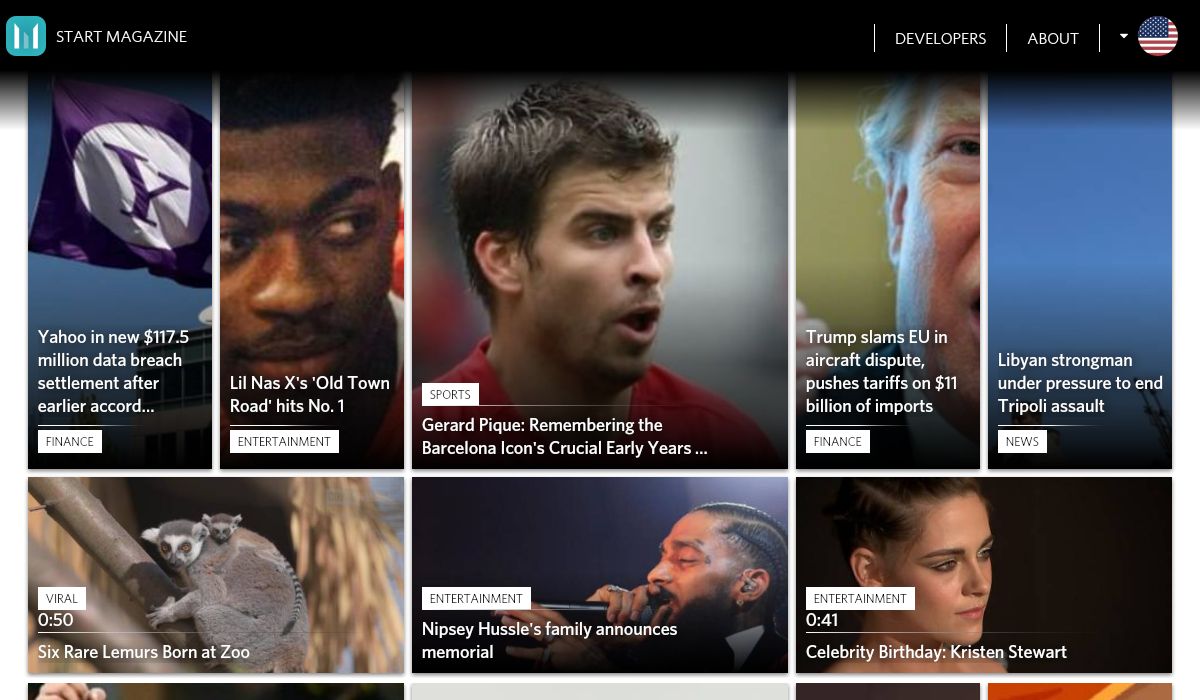 START MAGAZINE
DEVELOPERS
ABOUT
Y
Yahoo in new $117.5
million data breach
settlement after
earlier accord...
FINANCE
Lil Nas X's 'Old Town
Road' hits No. 1
ENTERTAINMENT
SPORTS
Gerard Pique: Remembering the
Barcelona Icon's Crucial Early Years ...
Trump slams EU in
aircraft dispute,
pushes tariffs on $11
billion of imports
FINANCE
Libyan strongman
under pressure to end
Tripoli assault
NEWS
VIRAL
0:50
Six Rare Lemurs Born at Zoo
ENTERTAINMENT
Nipsey Hussle's family announces
memorial
ENTERTAINMENT
0:41
Celebrity Birthday: Kristen Stewart